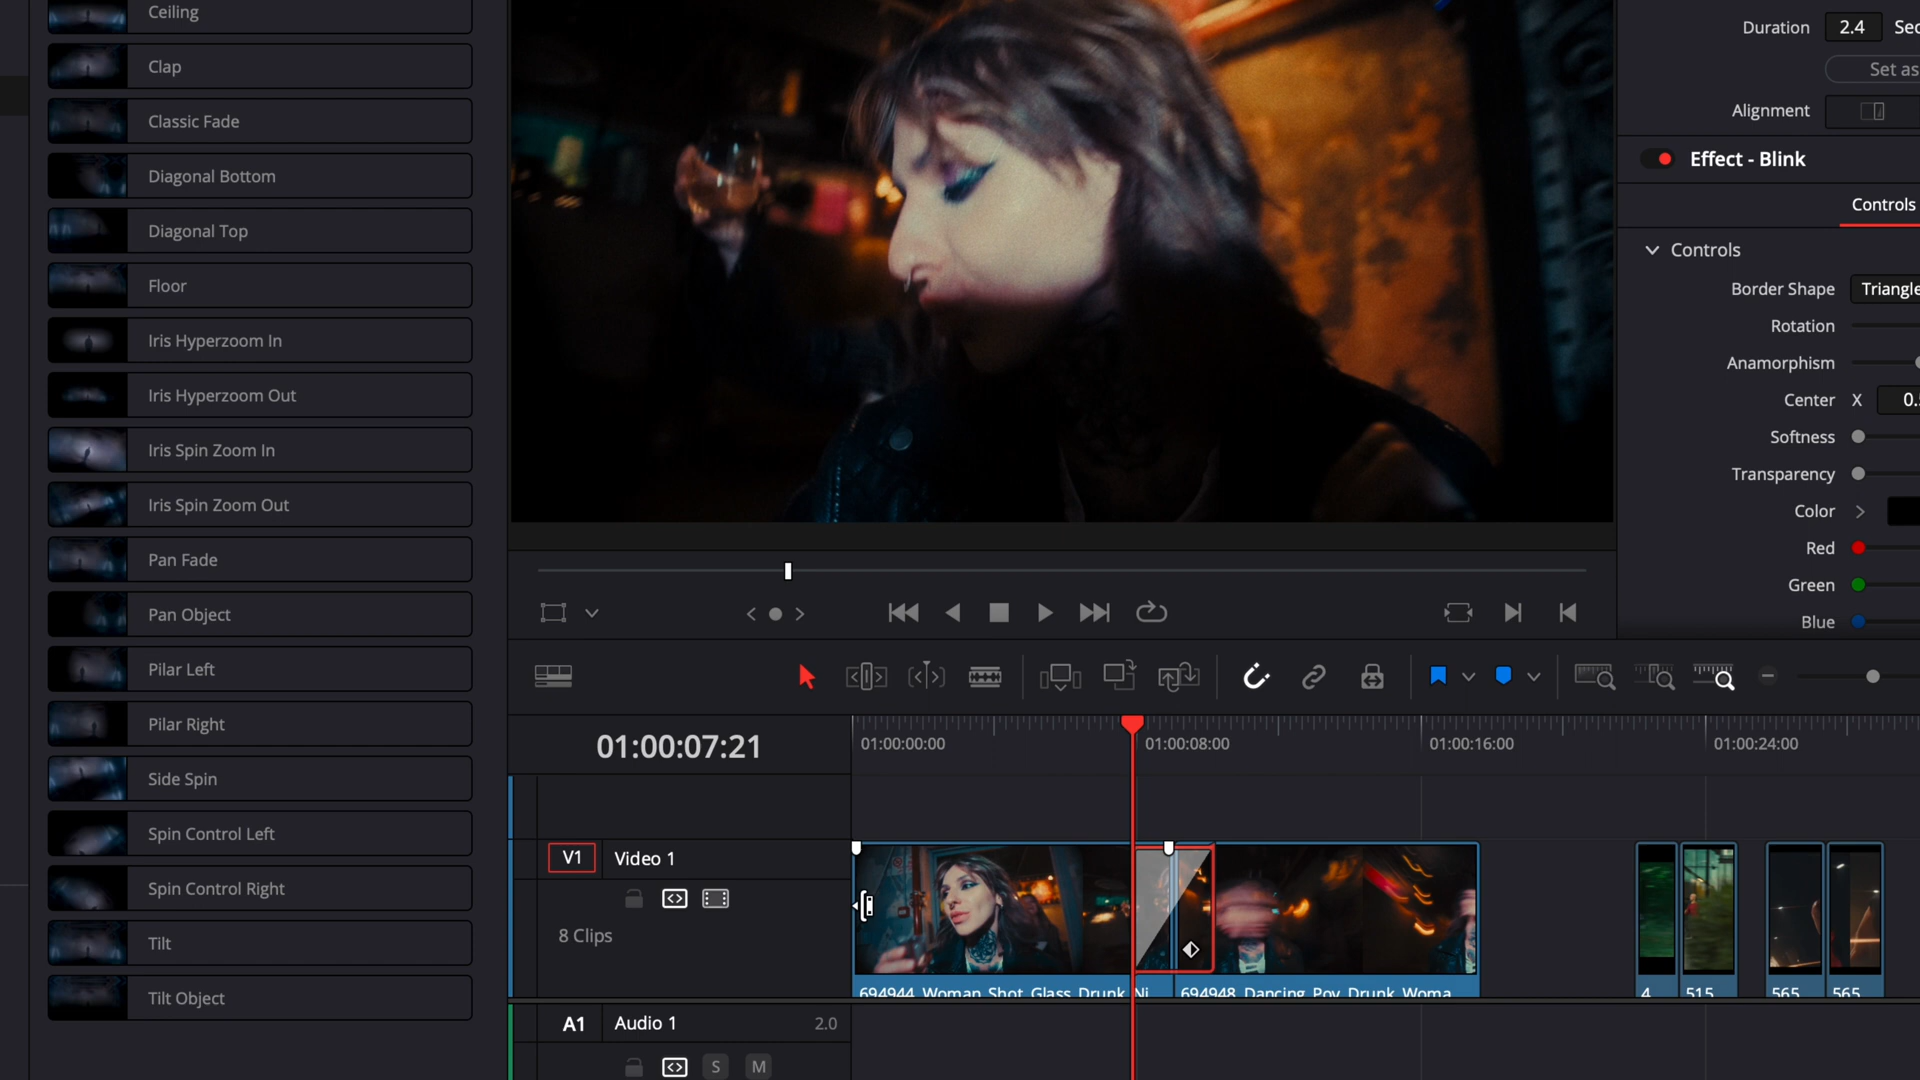 Ceiling
Clap
Classic Fade
Diagonal Bottom
Diagonal Top
Floor
Iris Hyperzoom In
Iris Hyperzoom Out
Iris Spin Zoom In
Iris Spin Zoom Out
Pan Fade
Pan Object
Pilar Left
Pilar Right
Side Spin
Spin Control Left
Spin Control Right
Tilt
Tilt Object
Duration 2.4 Sec
Set as
Alignment
Effect - Blink
Controls
Controls
Border Shape Triangle
Rotation
Anamorphism
Center X 0.5
Softness
Transparency
Color
Red
Green
Blue
01:00:07:21
01:00:00:00
01:00:08:00
01:00:16:00
01:00:24:00
V1 Video 1
8 Clips
694944_Woman_Shot_Glass_Drunk_Ni
694948_Dancing_Pov_Drunk_Woma
4
515
565
565
A1 Audio 1 2.0
S M